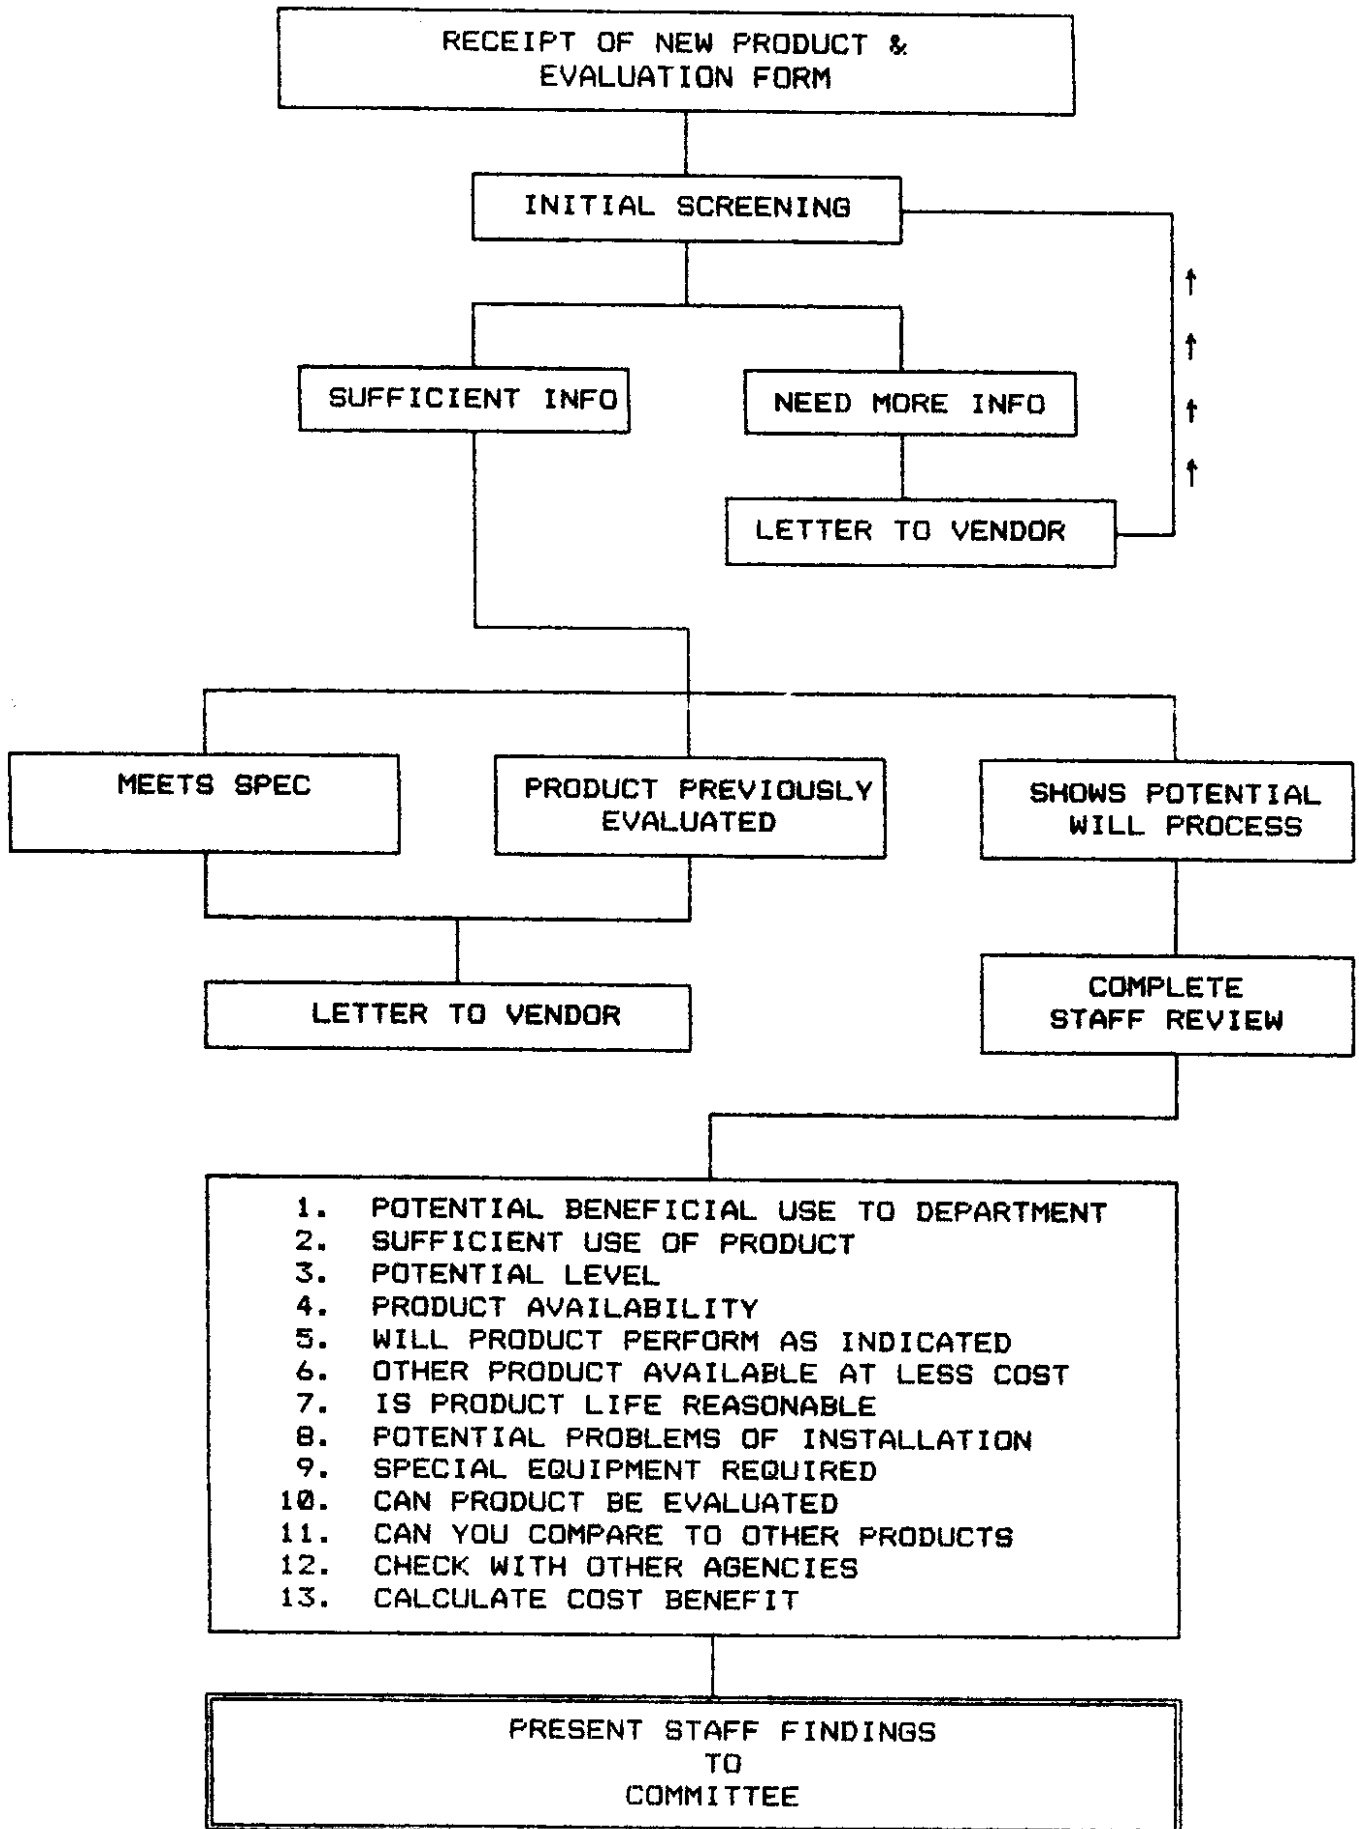 RECEIPT OF NEW PRODUCT &
EVALUATION FORM
INITIAL SCREENING
SUFFICIENT INFO
NEED MORE INFO
LETTER TO VENDOR
MEETS SPEC
PRODUCT PREVIOUSLY
EVALUATED
SHOWS POTENTIAL
WILL PROCESS
LETTER TO VENDOR
COMPLETE
STAFF REVIEW
1. POTENTIAL BENEFICIAL USE TO DEPARTMENT
2. SUFFICIENT USE OF PRODUCT
3. POTENTIAL LEVEL
4. PRODUCT AVAILABILITY
5. WILL PRODUCT PERFORM AS INDICATED
6. OTHER PRODUCT AVAILABLE AT LESS COST
7. IS PRODUCT LIFE REASONABLE
8. POTENTIAL PROBLEMS OF INSTALLATION
9. SPECIAL EQUIPMENT REQUIRED
10. CAN PRODUCT BE EVALUATED
11. CAN YOU COMPARE TO OTHER PRODUCTS
12. CHECK WITH OTHER AGENCIES
13. CALCULATE COST BENEFIT
PRESENT STAFF FINDINGS
TO
COMMITTEE